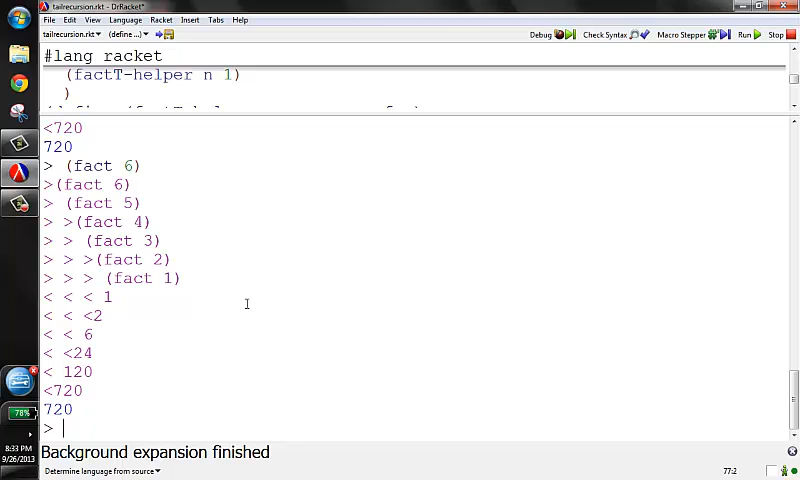 tailrecursion.rkt - DrRacket*
File Edit View Language Racket Insert Tabs Help
tailrecursion.rkt▼ (define ...)▼ Debug Check Syntax Macro Stepper Run Stop
#lang racket
(factT-helper n 1)
)
<720
720
> (fact 6)
>(fact 6)
> (fact 5)
> >(fact 4)
> > (fact 3)
> > >(fact 2)
> > > (fact 1)
< < < 1
< < <2
< < 6
< <24
< 120
<720
720
>
78%
8:33 PM
9/26/2013
Background expansion finished
Determine language from source▼ 77:2